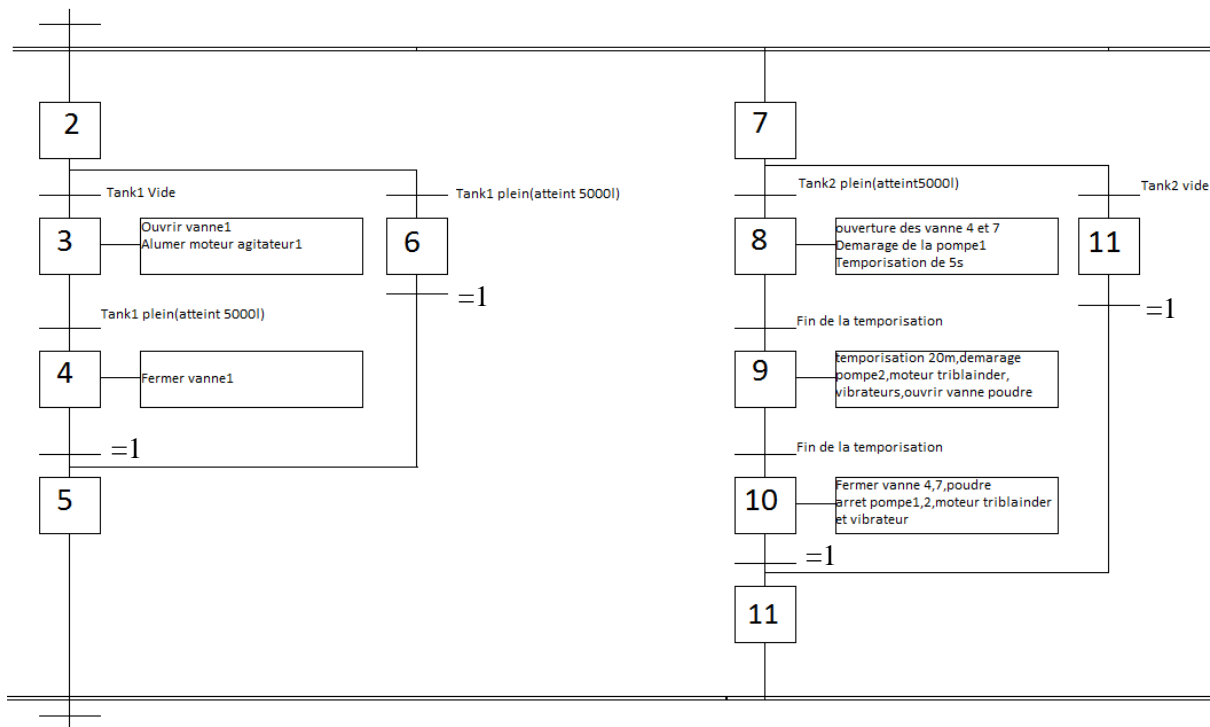 2
Tank1 Vide
Tank1 plein(atteint 5000l)
3
Ouvrir vanne1
Alumer moteur agitateur1
6
=1
Tank1 plein(atteint 5000l)
4
Fermer vanne1
=1
5
7
Tank2 plein(atteint5000l)
Tank2 vide
8
ouverture des vanne 4 et 7
Demarage de la pompe1
Temporisation de 5s
11
=1
Fin de la temporisation
9
temporisation 20m,demarage
pompe2,moteur triblainder,
vibrateurs,ouvrir vanne poudre
Fin de la temporisation
10
Fermer vanne 4,7,poudre
arret pompe1,2,moteur triblainder
et vibrateur
=1
11